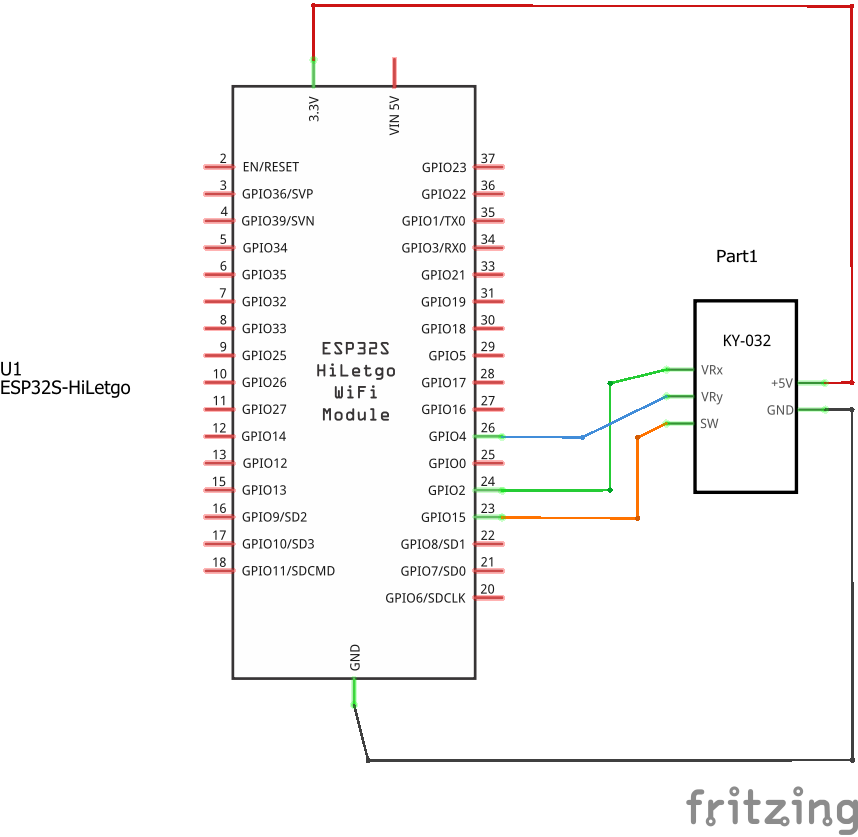 3.3V
VIN 5V
2 EN/RESET
3 GPIO36/SVP
4 GPIO39/SVN
5 GPIO34
6 GPIO35
7 GPIO32
8 GPIO33
9 GPIO25
10 GPIO26
11 GPIO27
12 GPIO14
13 GPIO12
15 GPIO13
16 GPIO9/SD2
17 GPIO10/SD3
18 GPIO11/SDCMD
GPIO23 37
GPIO22 36
GPIO1/TX0 35
GPIO3/RX0 34
GPIO21 33
GPIO19 31
GPIO18 30
GPIO5 29
GPIO17 28
GPIO16 27
GPIO4 26
GPIO0 25
GPIO2 24
GPIO15 23
GPIO8/SD1 22
GPIO7/SD0 21
GPIO6/SDCLK 20
ESP32S
HiLetgo
WiFi
Module
GND
U1
ESP32S-HiLetgo
Part1
KY-032
VRx
VRy
SW
+5V
GND
fritzing